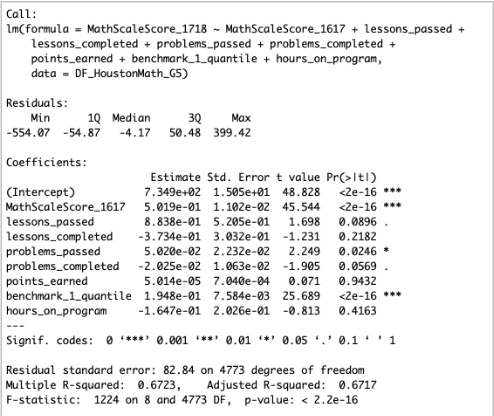 Call:
lm(formula = MathScaleScore_1718 ~ MathScaleScore_1617 + lessons_passed +
    lessons_completed + problems_passed + problems_completed +
    points_earned + benchmark_1_quantile + hours_on_program,
    data = DF_HoustonMath_G5)

Residuals:
    Min      1Q  Median      3Q     Max
-554.07  -54.87   -4.17   50.48  399.42

Coefficients:
                       Estimate Std. Error t value Pr(>|t|)
(Intercept)           7.349e+02  1.505e+01  48.828   <2e-16 ***
MathScaleScore_1617   5.019e-01  1.102e-02  45.544   <2e-16 ***
lessons_passed        8.838e-01  5.205e-01   1.698   0.0896 .
lessons_completed    -3.734e-01  3.032e-01  -1.231   0.2182
problems_passed       5.020e-02  2.232e-02   2.249   0.0246 *
problems_completed   -2.025e-02  1.063e-02  -1.905   0.0569 .
points_earned         5.014e-05  7.040e-04   0.071   0.9432
benchmark_1_quantile  1.948e-01  7.584e-03  25.689   <2e-16 ***
hours_on_program     -1.647e-01  2.026e-01  -0.813   0.4163
---
Signif. codes:  0 ‘***’ 0.001 ‘**’ 0.01 ‘*’ 0.05 ‘.’ 0.1 ‘ ’ 1

Residual standard error: 82.84 on 4773 degrees of freedom
Multiple R-squared:  0.6723,	Adjusted R-squared:  0.6717
F-statistic:  1224 on 8 and 4773 DF,  p-value: < 2.2e-16